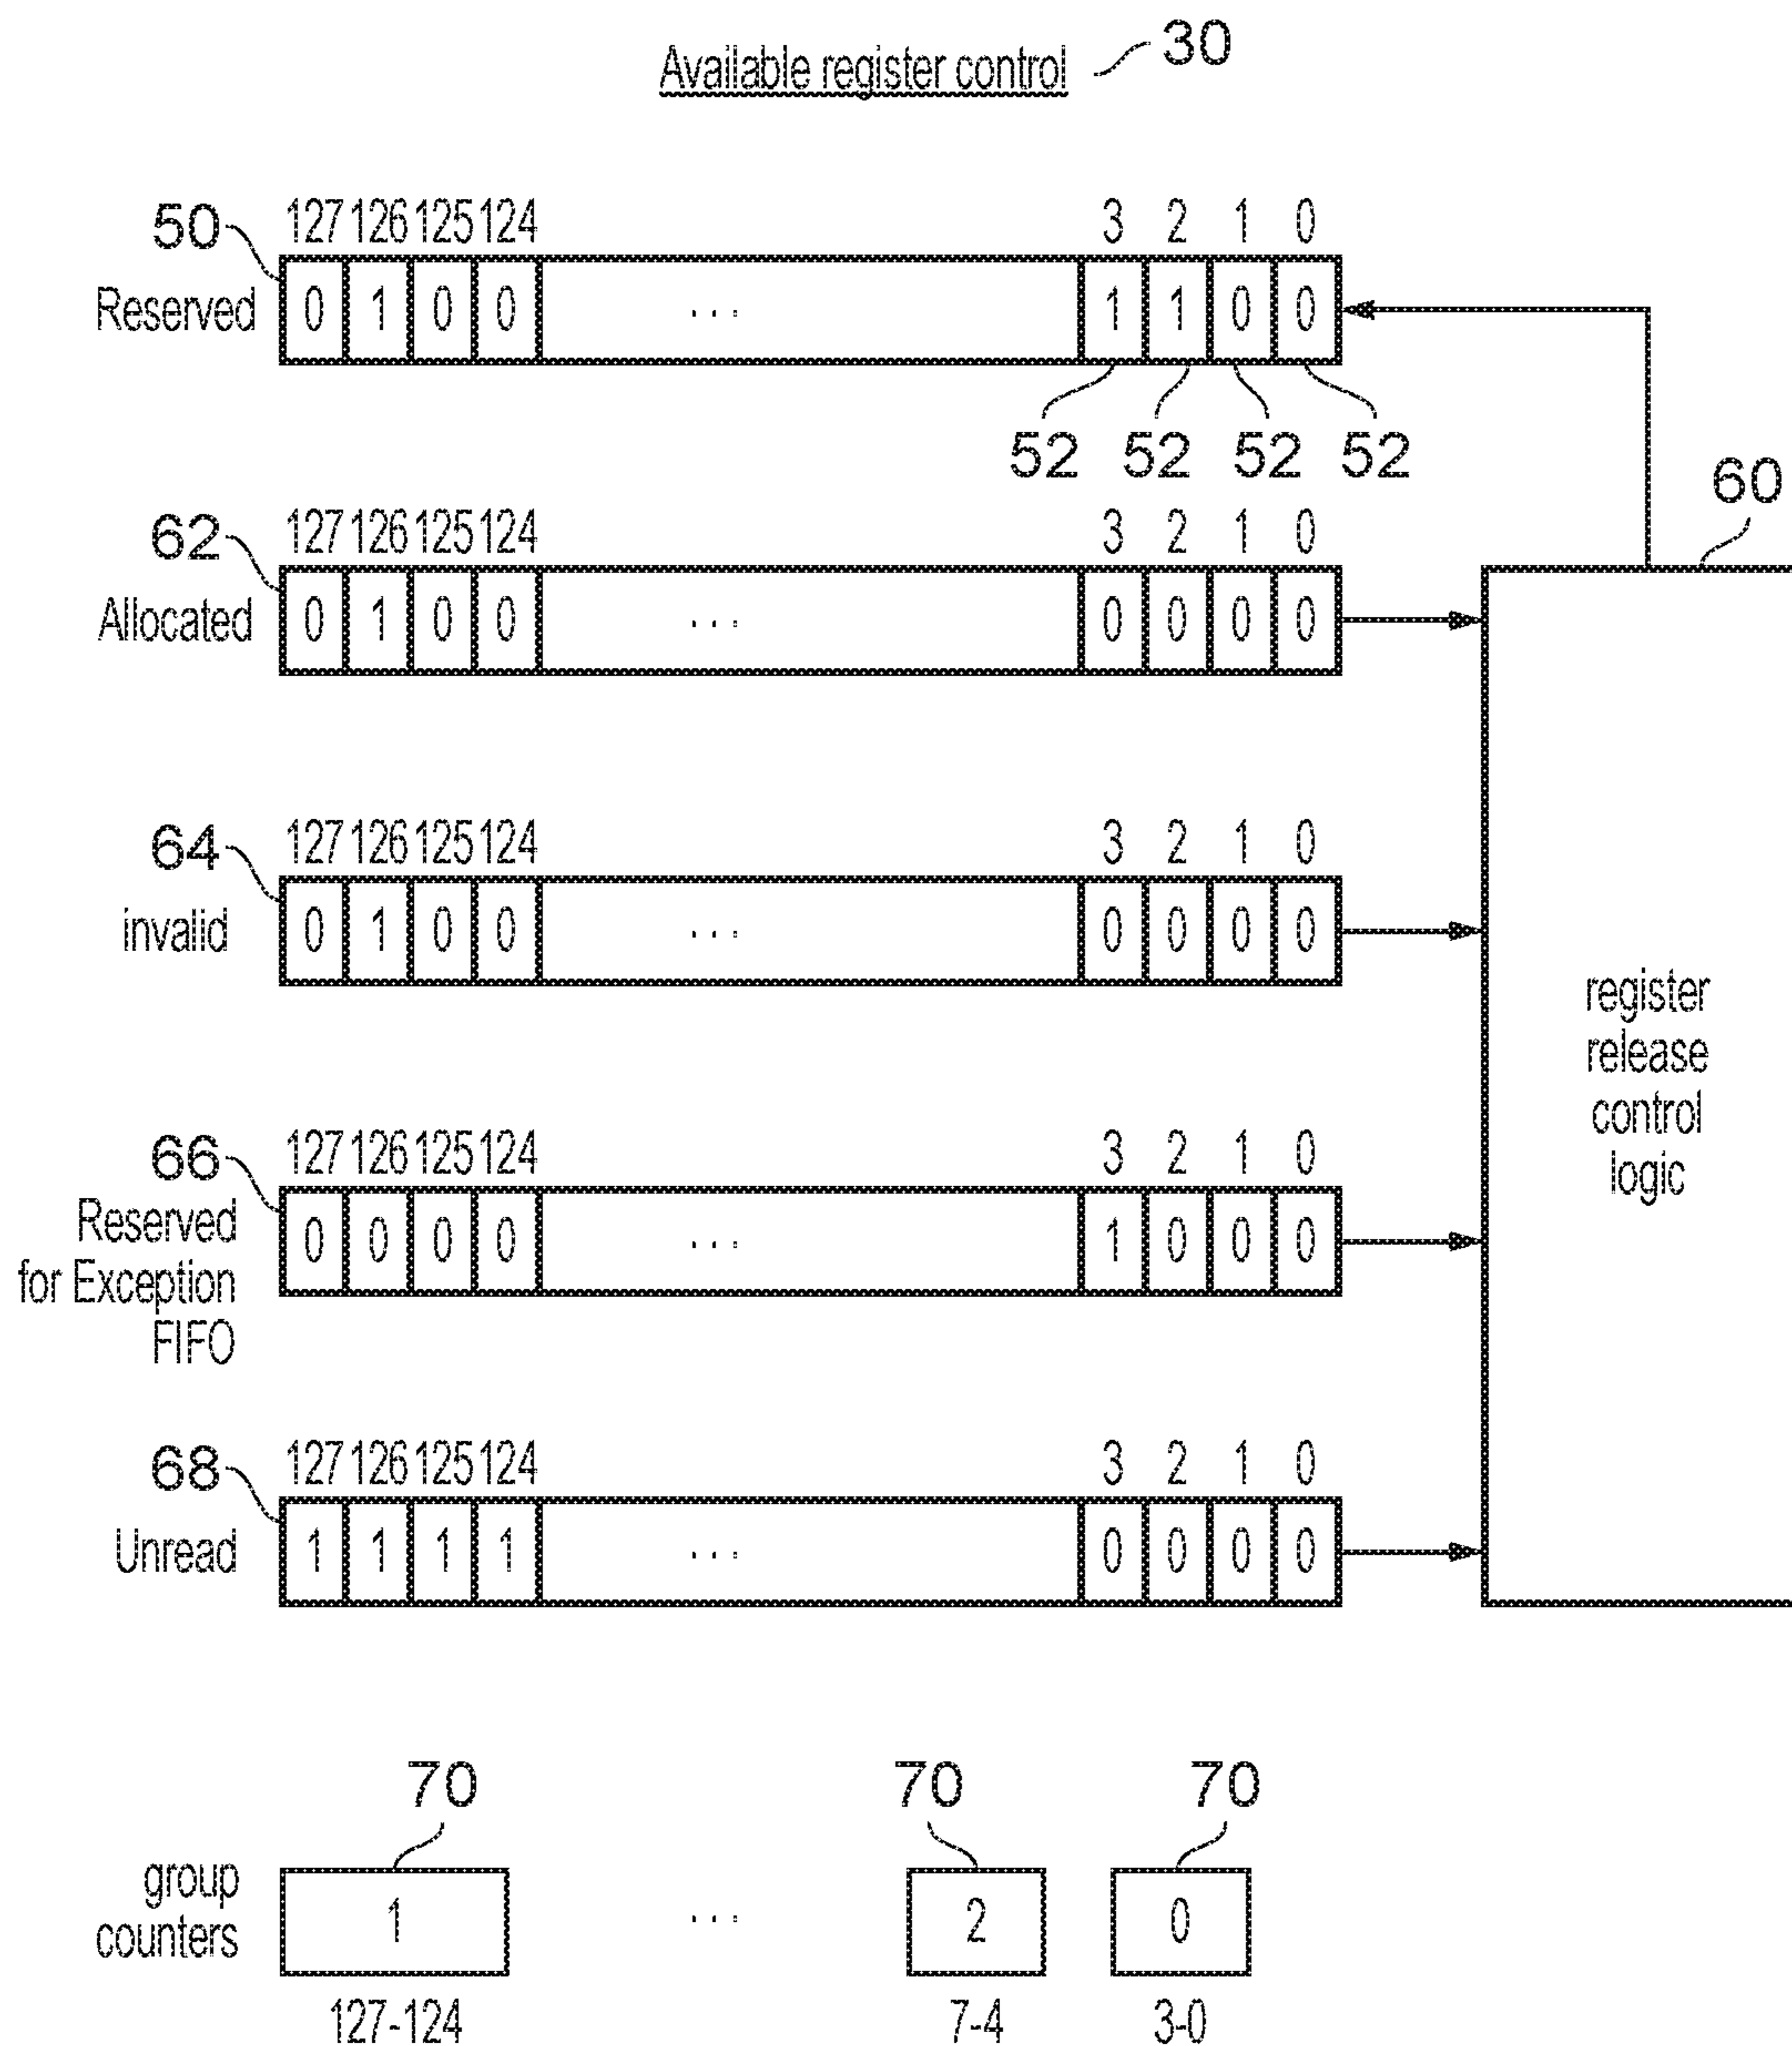 Available register control 30
50 127 126 125 124 3 2 1 0
Reserved 0 1 0 0 ... 1 1 0 0
52 52 52 52
60
62 127 126 125 124 3 2 1 0
Allocated 0 1 0 0 ... 0 0 0 0
64 127 126 125 124 3 2 1 0
invalid 0 1 0 0 ... 0 0 0 0
register
release
control
logic
66 127 126 125 124 3 2 1 0
Reserved 0 0 0 0 ... 1 0 0 0
for Exception
FIFO
68 127 126 125 124 3 2 1 0
Unread 1 1 1 1 ... 0 0 0 0
70 70 70
group
counters
1 ... 2 0
127-124 7-4 3-0